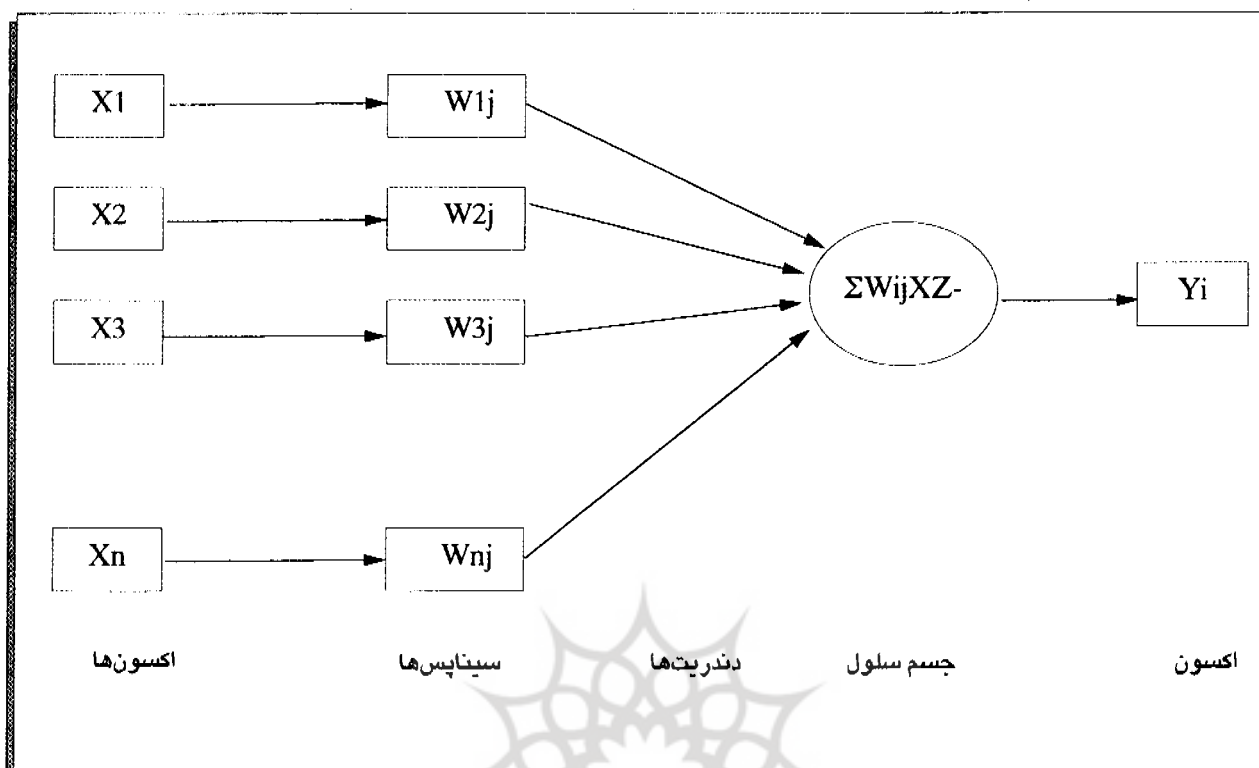 X1 W1j
X2 W2j
ΣWijXZ- Yi
X3 W3j
Xn Wnj
اکسون‌ها سیناپس‌ها دندریت‌ها جسم سلول اکسون